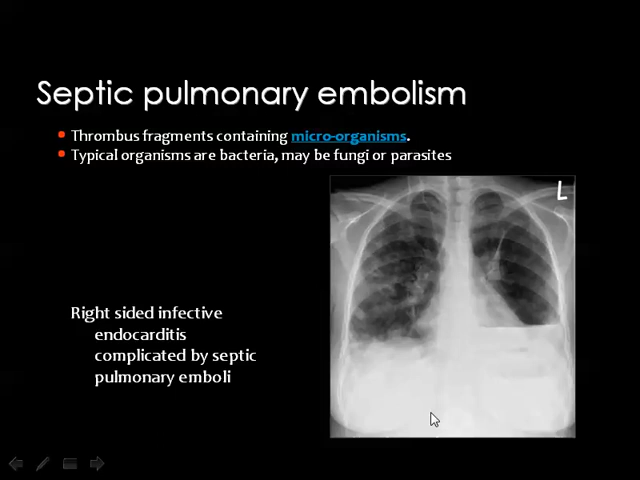 Septic pulmonary embolism
Thrombus fragments containing micro-organisms.
Typical organisms are bacteria, may be fungi or parasites
L
Right sided infective
endocarditis
complicated by septic
pulmonary emboli